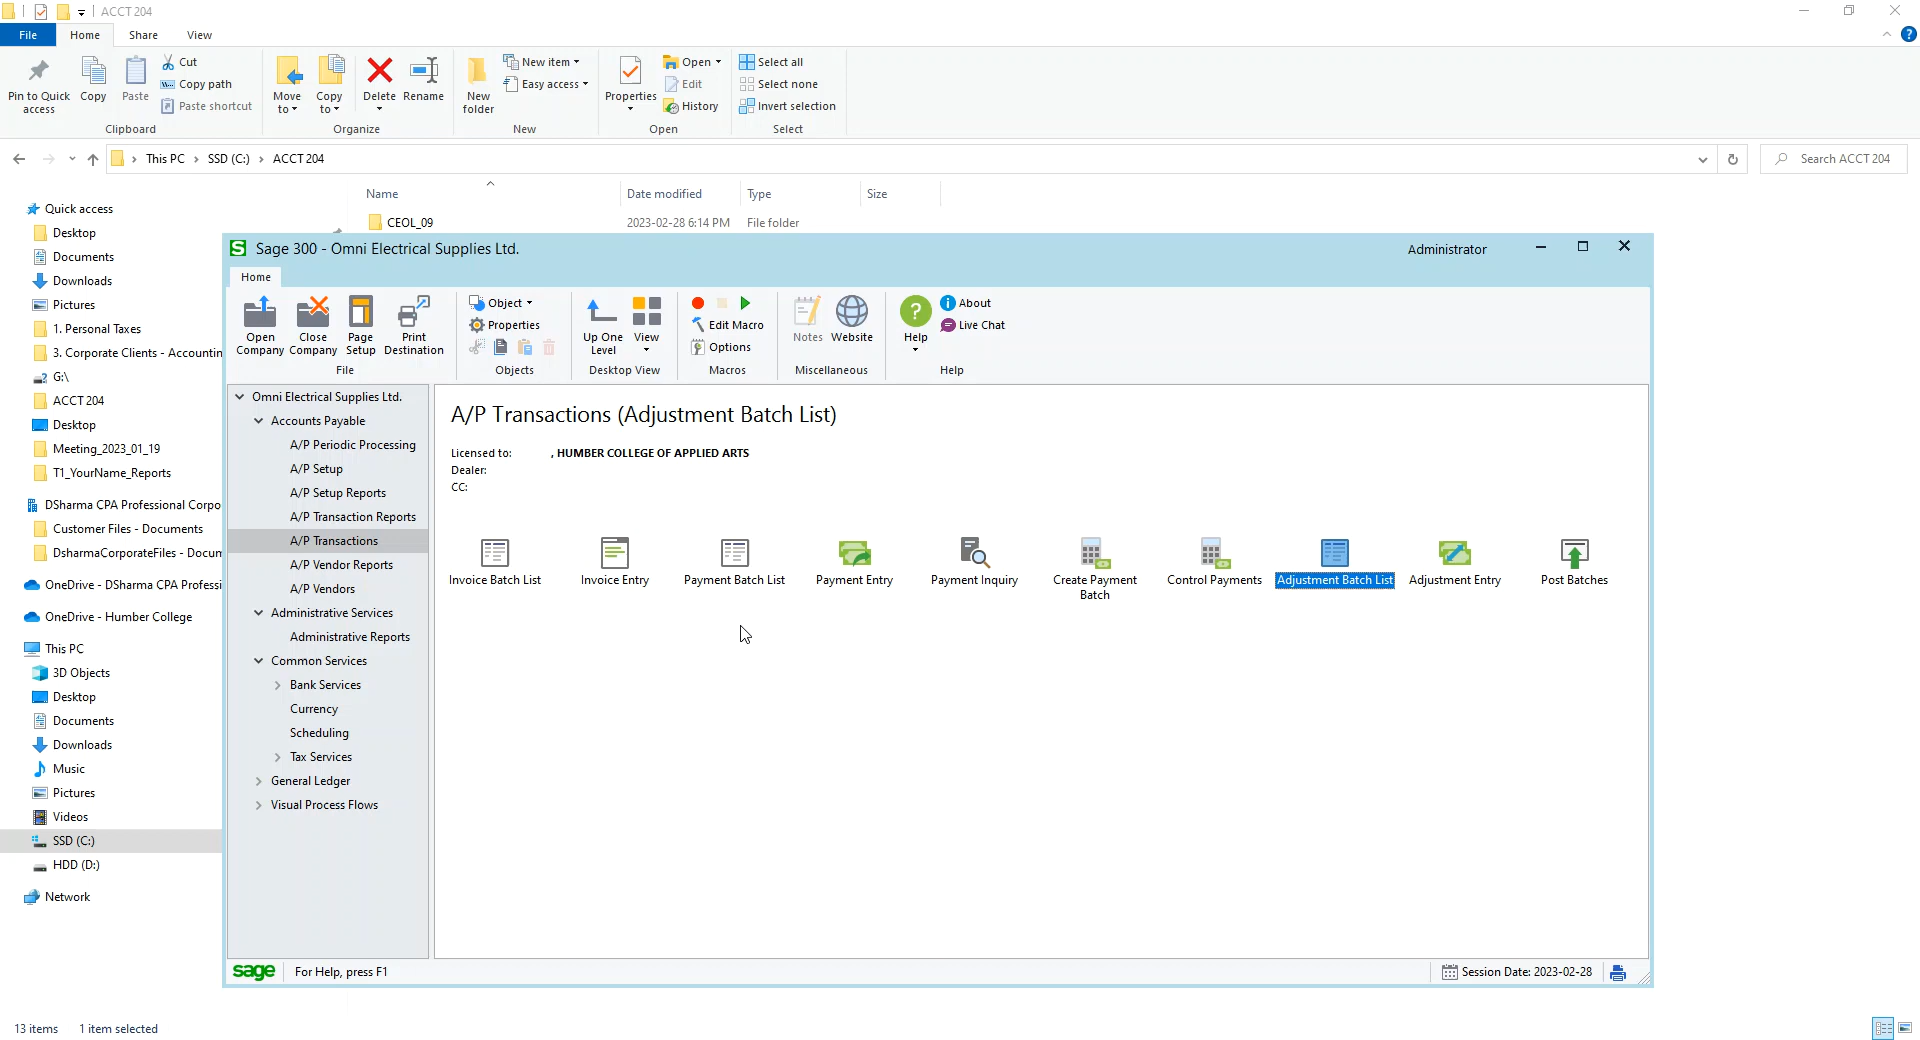 ACCT 204
File
Home
Share
View
Pin to Quick access
Copy
Paste
Cut
Copy path
Paste shortcut
Clipboard
Move to
Copy to
Delete
Rename
Organize
New folder
New item
Easy access
New
Properties
Open
Edit
History
Open
Select all
Select none
Invert selection
Select
This PC
SSD (C:)
ACCT 204
Search ACCT 204
Name
Date modified
Type
Size
CEOL_09
2023-02-28 6:14 PM
File folder
Quick access
Desktop
Documents
Downloads
Pictures
1. Personal Taxes
3. Corporate Clients - Accountin
G:\
ACCT 204
Desktop
Meeting_2023_01_19
T1_YourName_Reports
DSharma CPA Professional Corpo
Customer Files - Documents
DsharmaCorporateFiles - Docum
OneDrive - DSharma CPA Professi
OneDrive - Humber College
This PC
3D Objects
Desktop
Documents
Downloads
Music
Pictures
Videos
SSD (C:)
HDD (D:)
Network
13 items
1 item selected
S
Sage 300 - Omni Electrical Supplies Ltd.
Administrator
Home
Open Company
Close Company
Page Setup
Print Destination
File
Object
Properties
Objects
Up One Level
View
Desktop View
Edit Macro
Options
Macros
Notes
Website
Miscellaneous
Help
About
Live Chat
Help
Omni Electrical Supplies Ltd.
Accounts Payable
A/P Periodic Processing
A/P Setup
A/P Setup Reports
A/P Transaction Reports
A/P Transactions
A/P Vendor Reports
A/P Vendors
Administrative Services
Administrative Reports
Common Services
Bank Services
Currency
Scheduling
Tax Services
General Ledger
Visual Process Flows
A/P Transactions (Adjustment Batch List)
Licensed to: , HUMBER COLLEGE OF APPLIED ARTS
Dealer:
CC:
Invoice Batch List
Invoice Entry
Payment Batch List
Payment Entry
Payment Inquiry
Create Payment Batch
Control Payments
Adjustment Batch List
Adjustment Entry
Post Batches
sage
For Help, press F1
Session Date: 2023-02-28